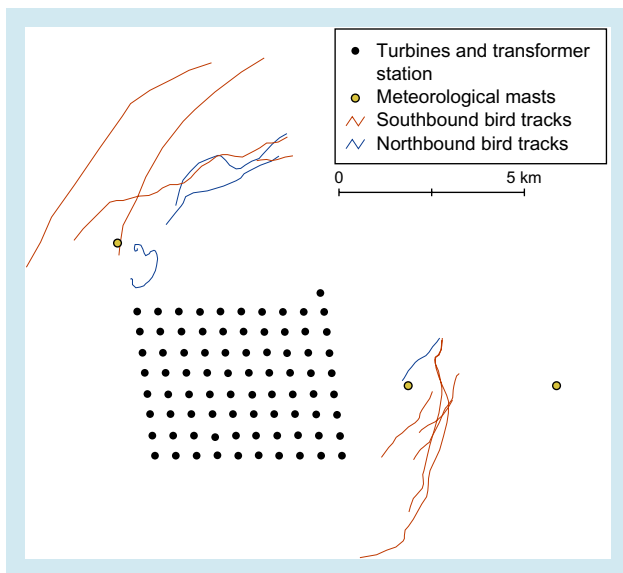 Turbines and transformer
station
Meteorological masts
Southbound bird tracks
Northbound bird tracks
0 5 km